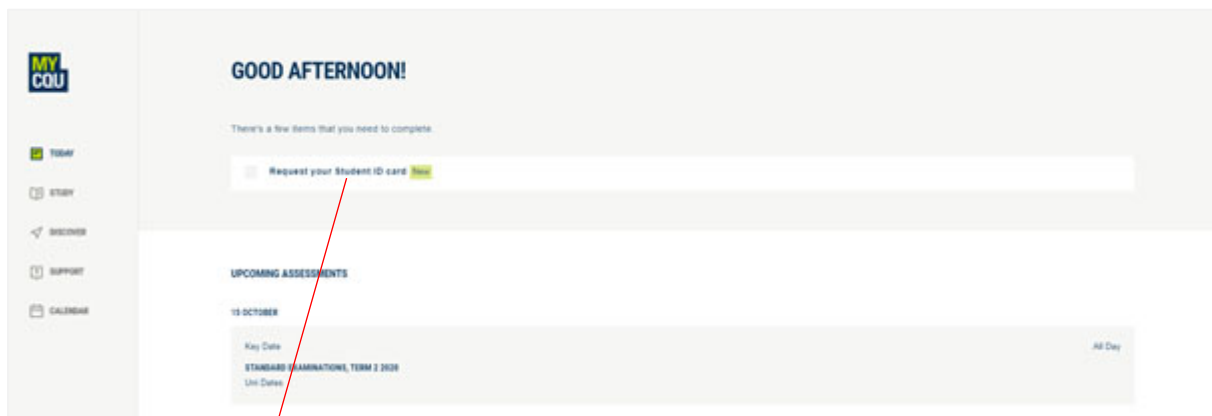 MY
CQU
GOOD AFTERNOON!
There's a few items that you need to complete.
Request your Student ID card New
TODAY
STUDY
DISCOVER
SUPPORT
CALENDAR
UPCOMING ASSESSMENTS
15 OCTOBER
Key Date All Day
STANDARD EXAMINATIONS, TERM 2 2020
Uni Dates